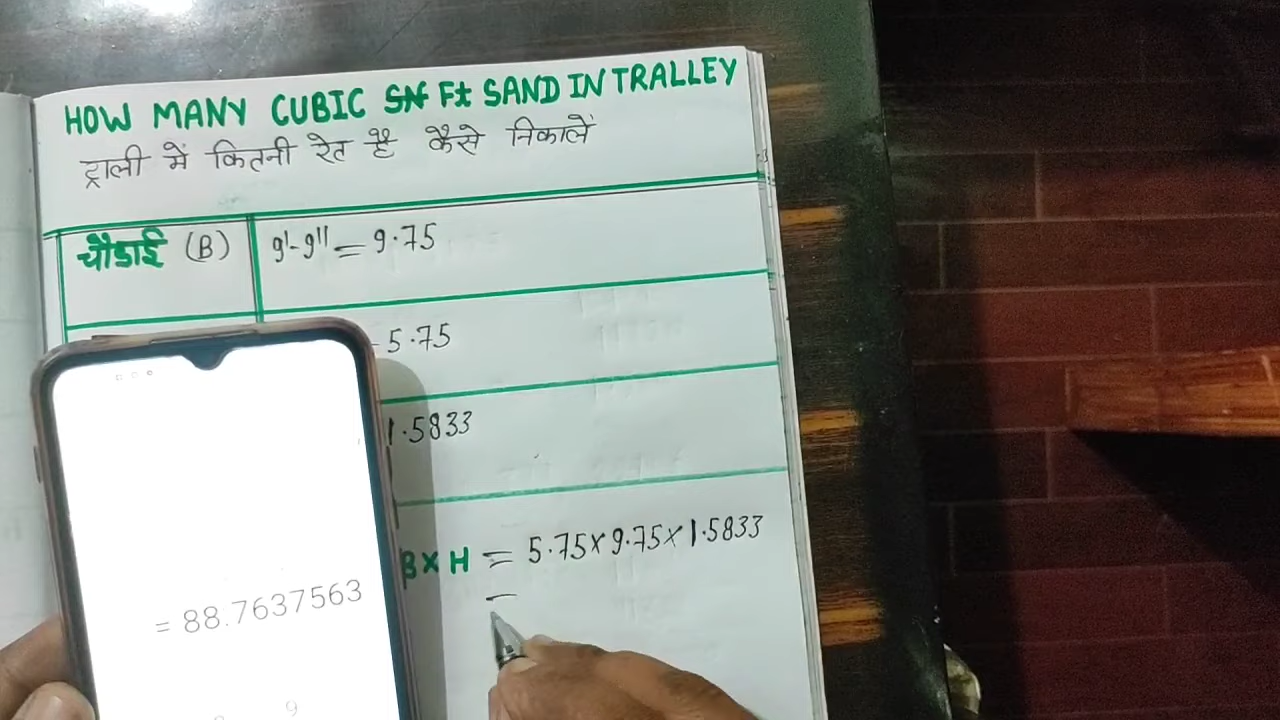 HOW MANY CUBIC SN Ft SAND IN TRALLEY
ट्राली में कितनी रेत है कैसे निकालें
चौडाई (B) 9'-9" = 9.75
- 5.75
1.5833
B×H = 5.75×9.75×1.5833
=
= 88.7637563